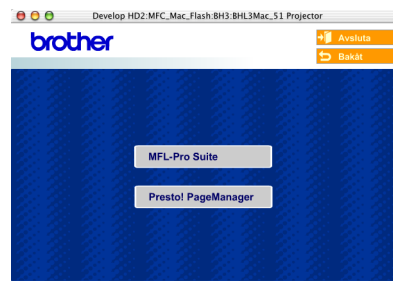 Develop HD2:MFC_Mac_Flash:BH3:BHL3Mac_51 Projector
brother
Avsluta
Bakåt
MFL-Pro Suite
Presto! PageManager